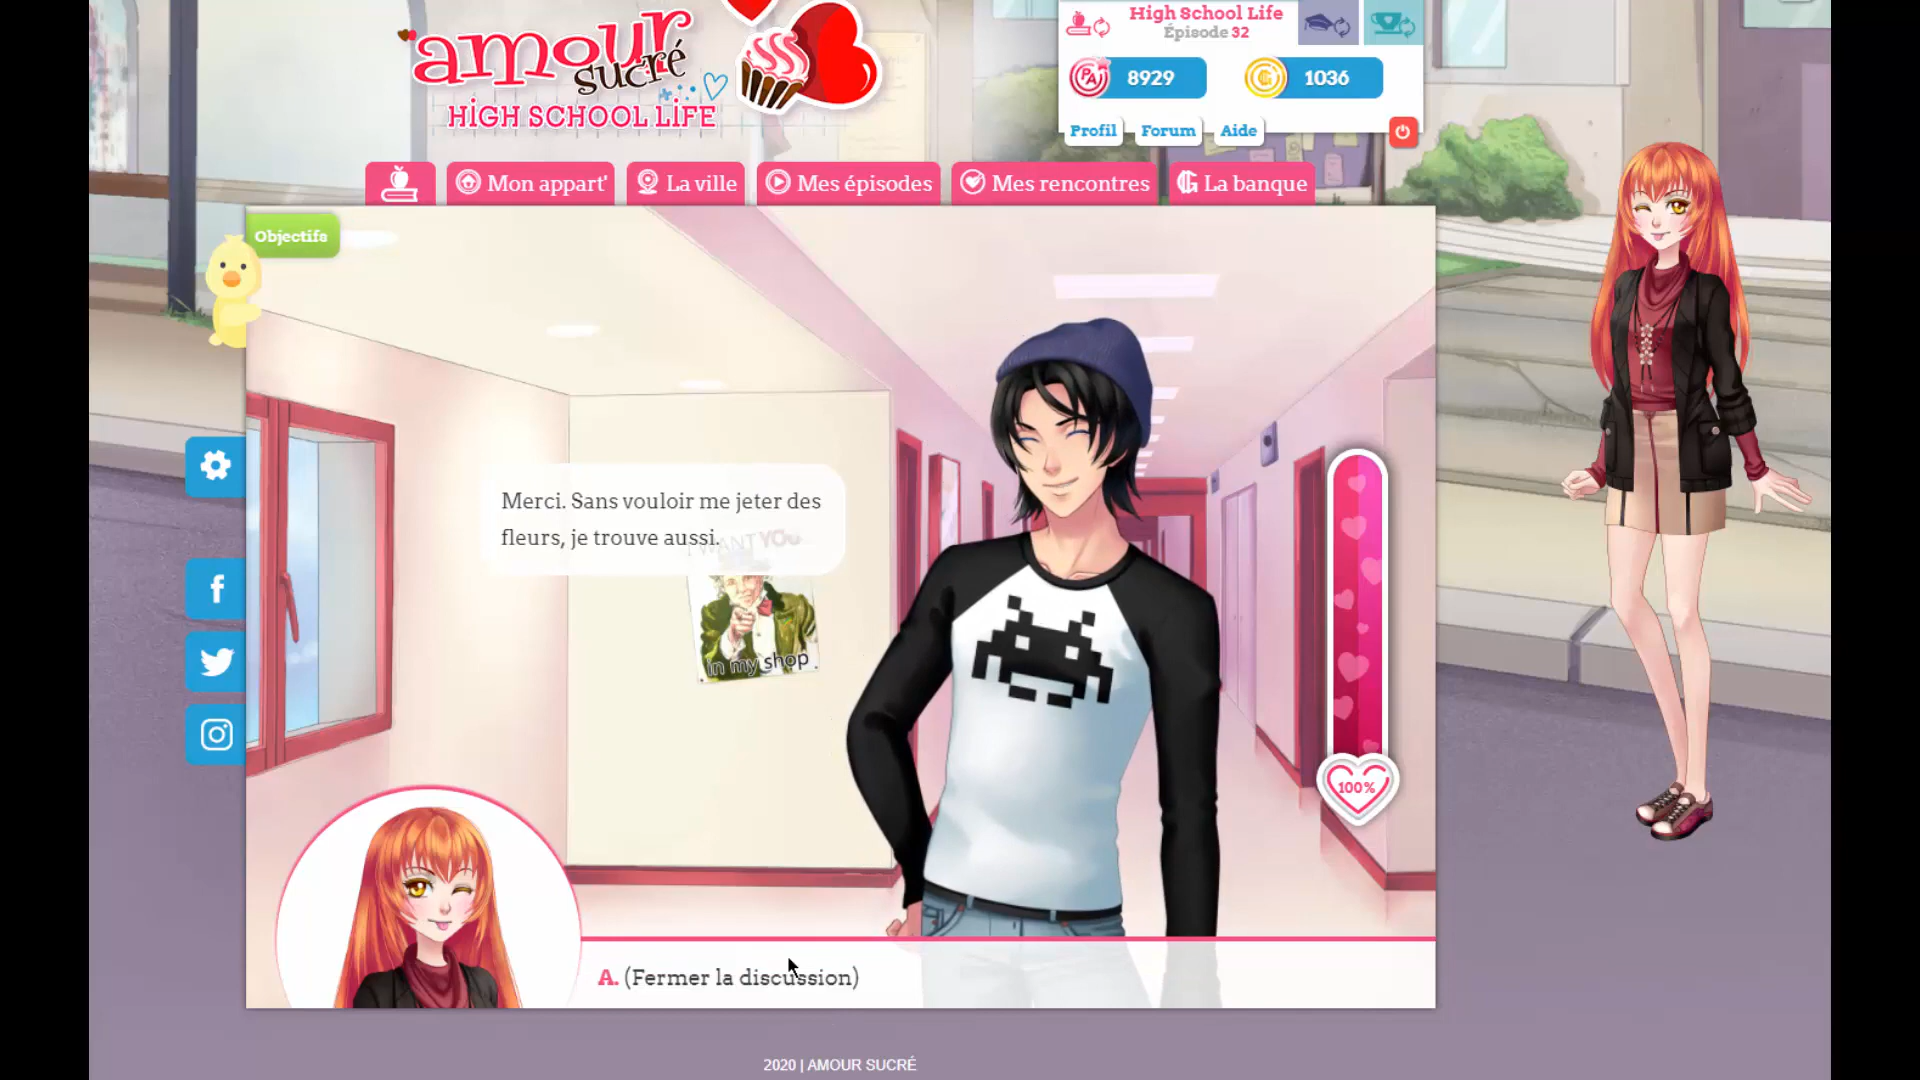 amour
sucré
HIGH SCHOOL LIFE
High School Life
Épisode 32
PA
8929
1036
Profil
Forum
Aide
Mon appart'
La ville
Mes épisodes
Mes rencontres
La banque
Objectifs
Merci. Sans vouloir me jeter des
fleurs, je trouve aussi.
I WANT YOU
in my shop
100%
A. (Fermer la discussion)
2020 | AMOUR SUCRÉ